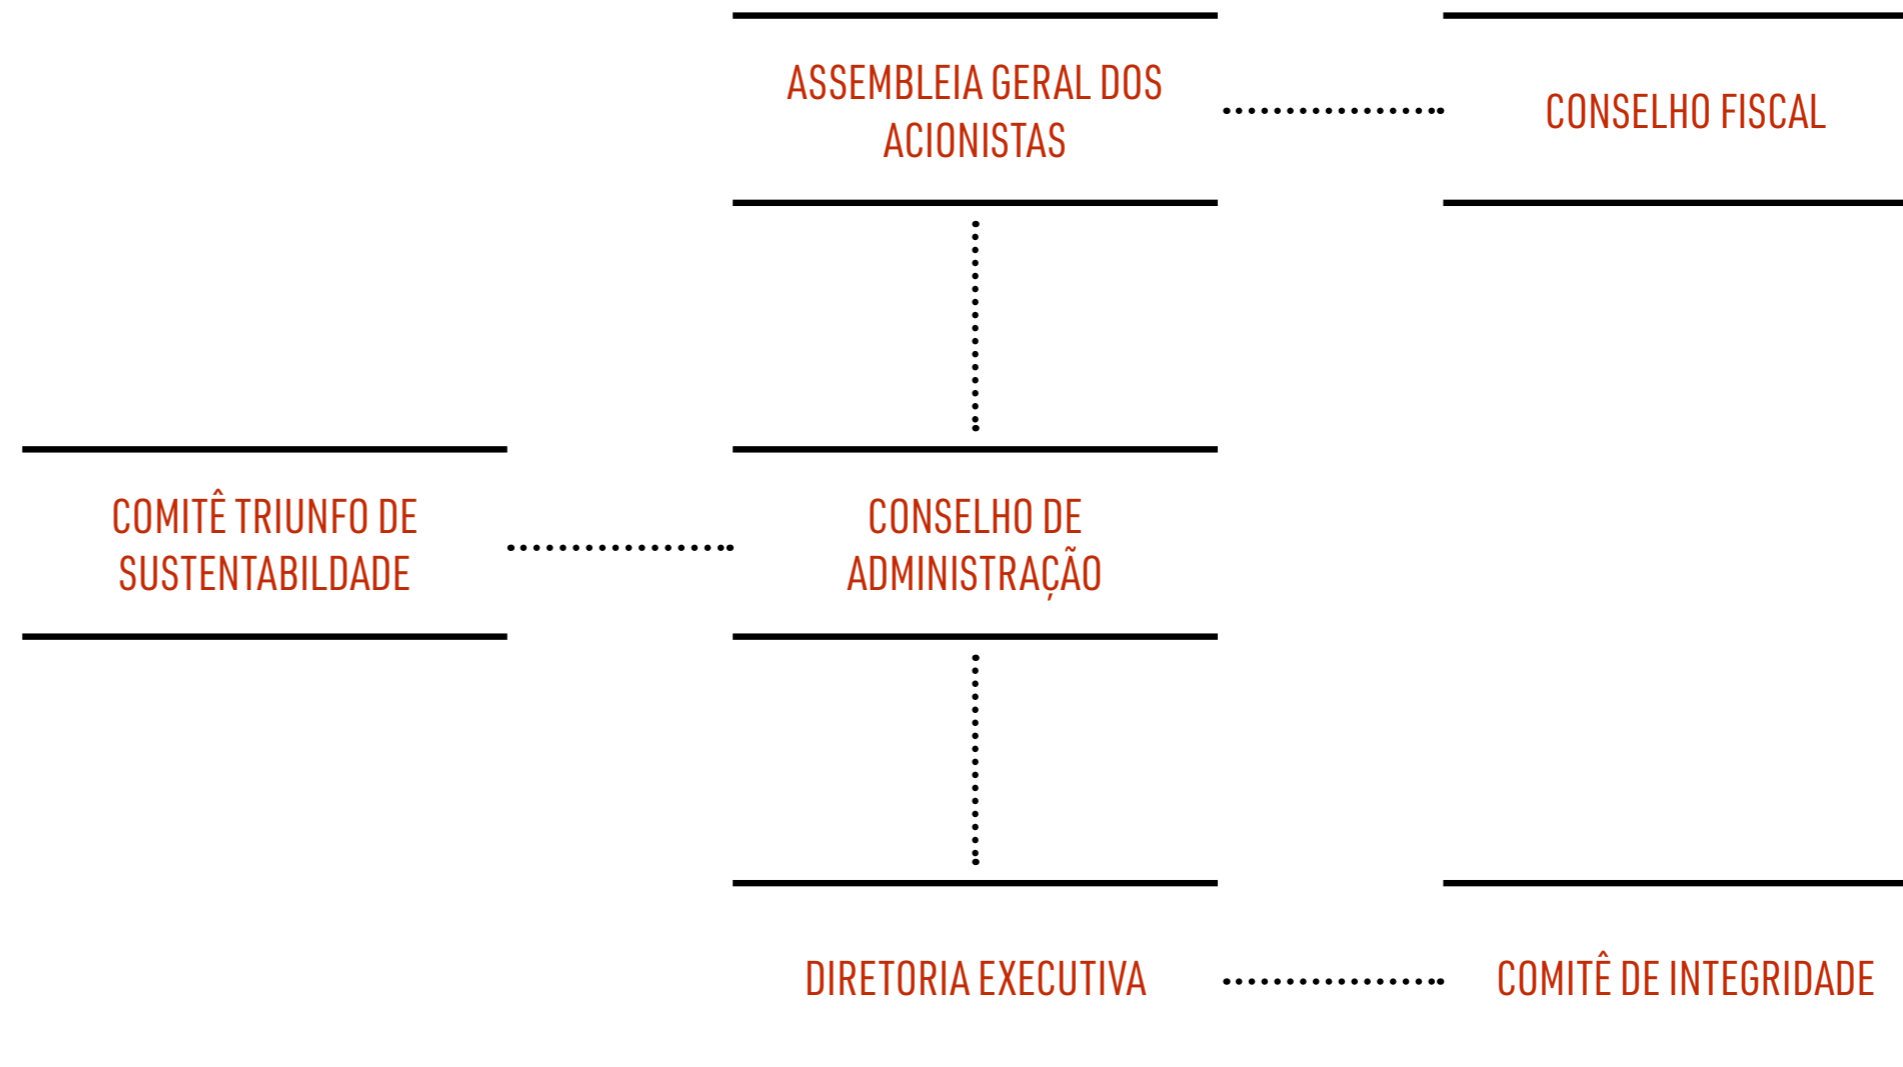 ASSEMBLEIA GERAL DOS
ACIONISTAS
CONSELHO FISCAL
COMITÊ TRIUNFO DE
SUSTENTABILDADE
CONSELHO DE
ADMINISTRAÇÃO
DIRETORIA EXECUTIVA
COMITÊ DE INTEGRIDADE